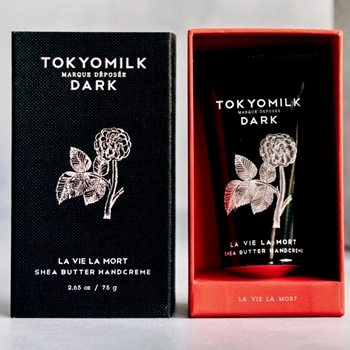 TOKYOMILK
MARQUE DÉPOSÉE
DARK
LA VIE LA MORT
SHEA BUTTER HANDCREME
2.65 oz / 75 g
TOKYOMILK
MARQUE DÉPOSÉE
DARK
LA VIE LA MORT
SHEA BUTTER HANDCREME
LA VIE LA MORT